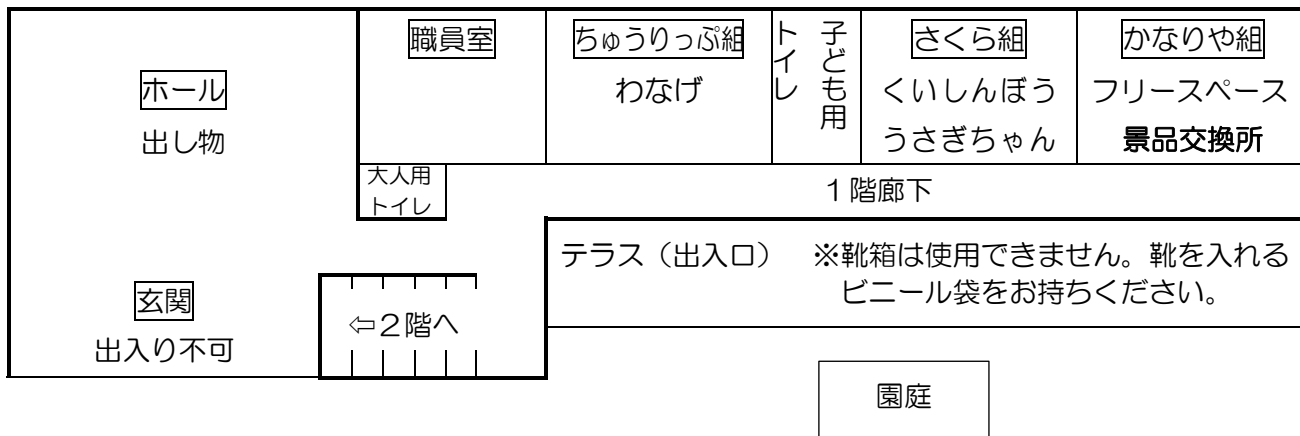 ホール
出し物
職員室
ちゅうりっぷ組
わなげ
子ども用
トイレ
さくら組
くいしんぼう
うさぎちゃん
かなりや組
フリースペース
景品交換所
大人用
トイレ
１階廊下
テラス（出入口）　※靴箱は使用できません。靴を入れる
ビニール袋をお持ちください。
玄関
出入り不可
⇦２階へ
園庭